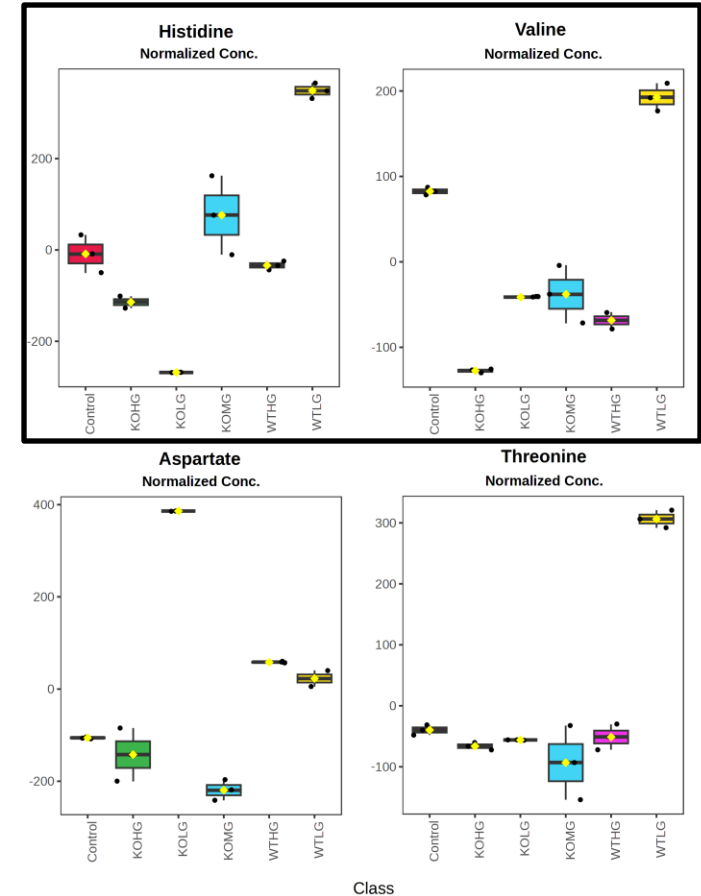 Histidine
Normalized Conc.
200
0
-200
Control
KOHG
KOLG
KOMG
WTHG
WTLG
Valine
Normalized Conc.
200
100
0
-100
Control
KOHG
KOLG
KOMG
WTHG
WTLG
Aspartate
Normalized Conc.
400
200
0
-200
Control
KOHG
KOLG
KOMG
WTHG
WTLG
Threonine
Normalized Conc.
300
200
100
0
-100
Control
KOHG
KOLG
KOMG
WTHG
WTLG
Class